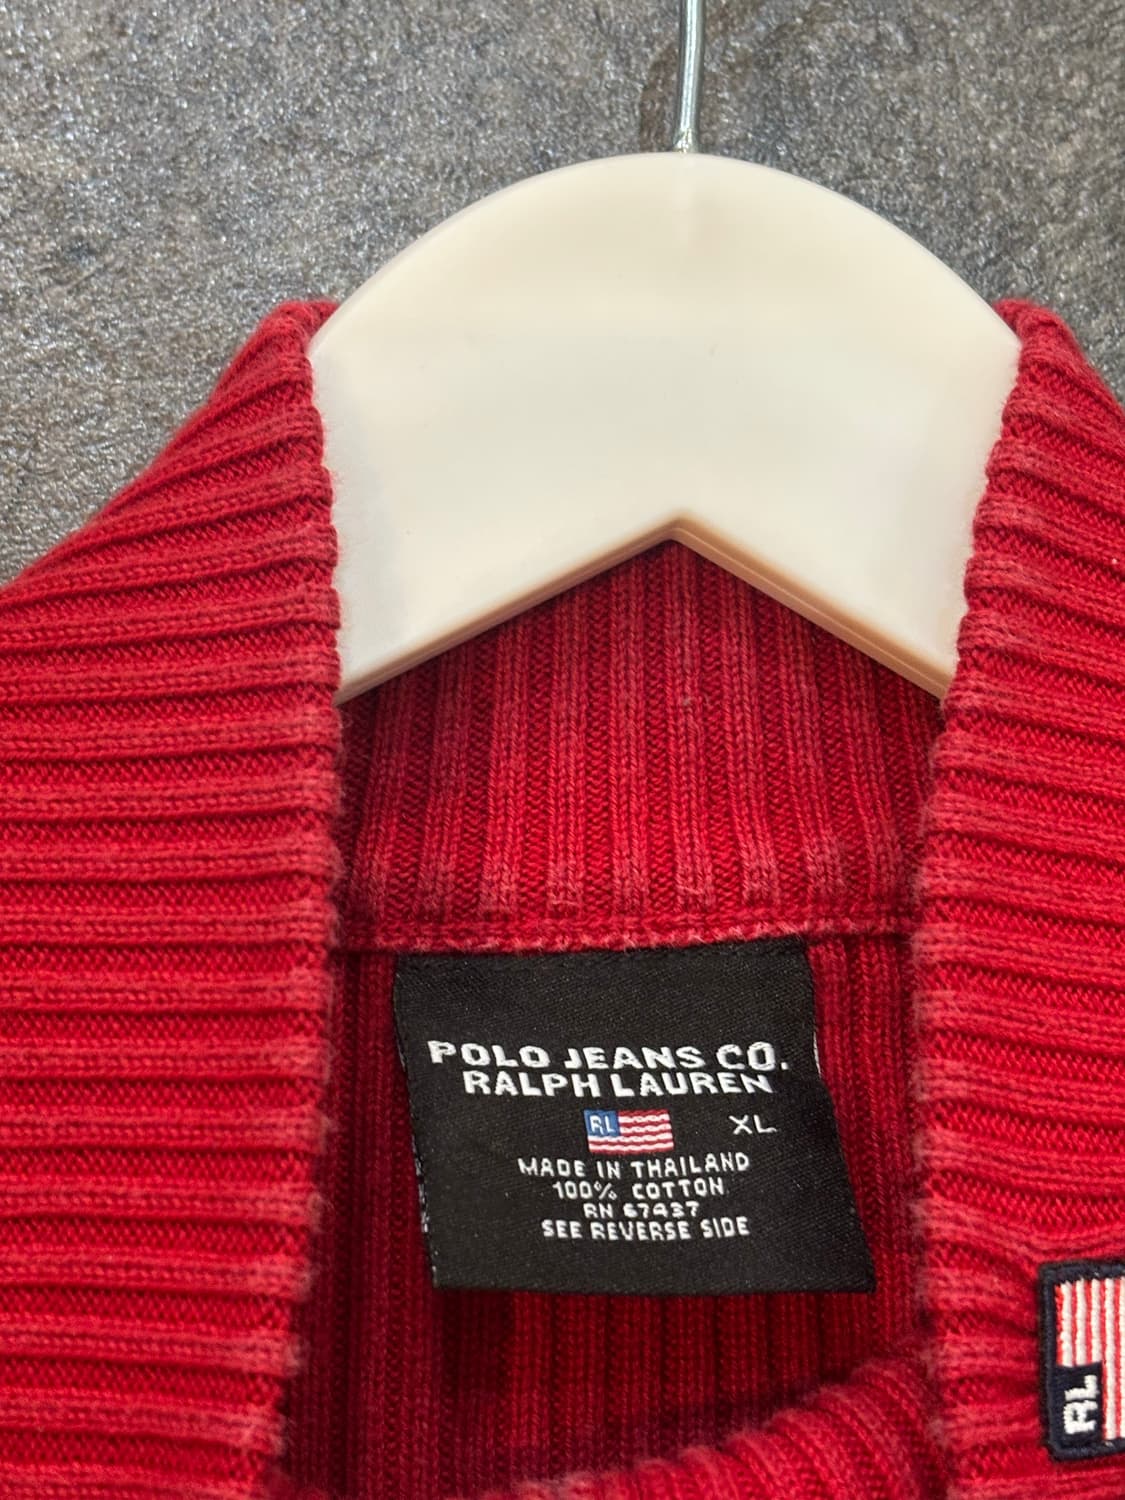 POLO JEANS CO.
RALPH LAUREN
RL
XL
MADE IN THAILAND
100% COTTON
RN 67437
SEE REVERSE SIDE
RL